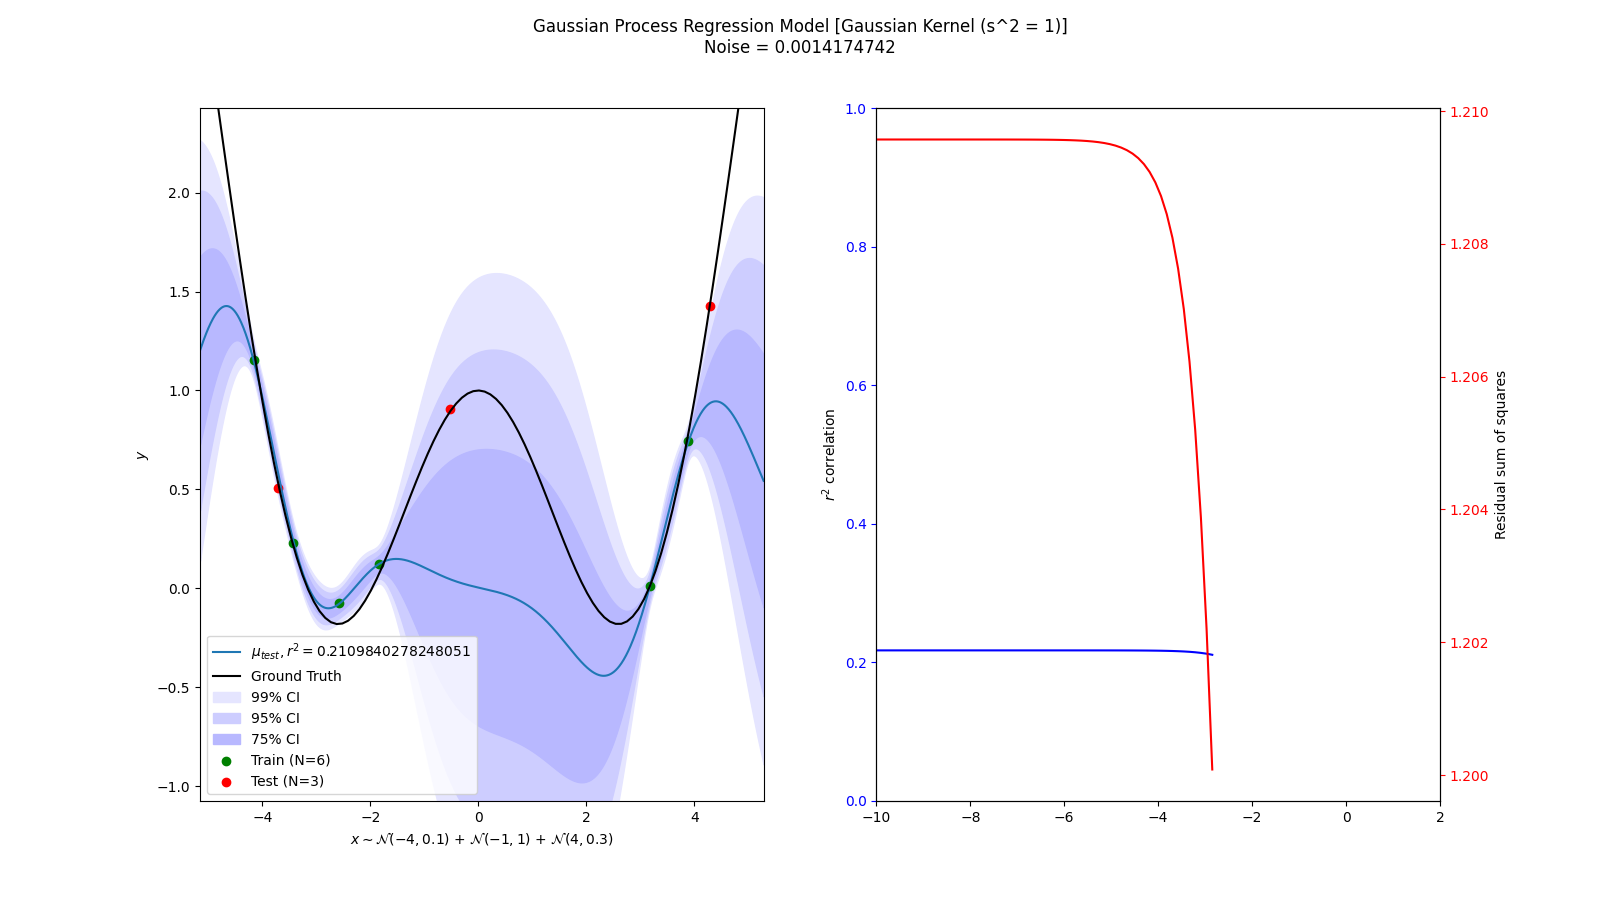 Gaussian Process Regression Model [Gaussian Kernel (s^2 = 1)]
Noise = 0.0014174742
2.0
1.5
1.0
0.5
0.0
−0.5
−1.0
y
−4
−2
0
2
4
x ∼ 𝒩(−4, 0.1) + 𝒩(−1, 1) + 𝒩(4, 0.3)
μ_test, r² = 0.2109840278248051
Ground Truth
99% CI
95% CI
75% CI
Train (N=6)
Test (N=3)
1.0
0.8
0.6
0.4
0.2
0.0
r² correlation
−10
−8
−6
−4
−2
0
2
1.210
1.208
1.206
1.204
1.202
1.200
Residual sum of squares